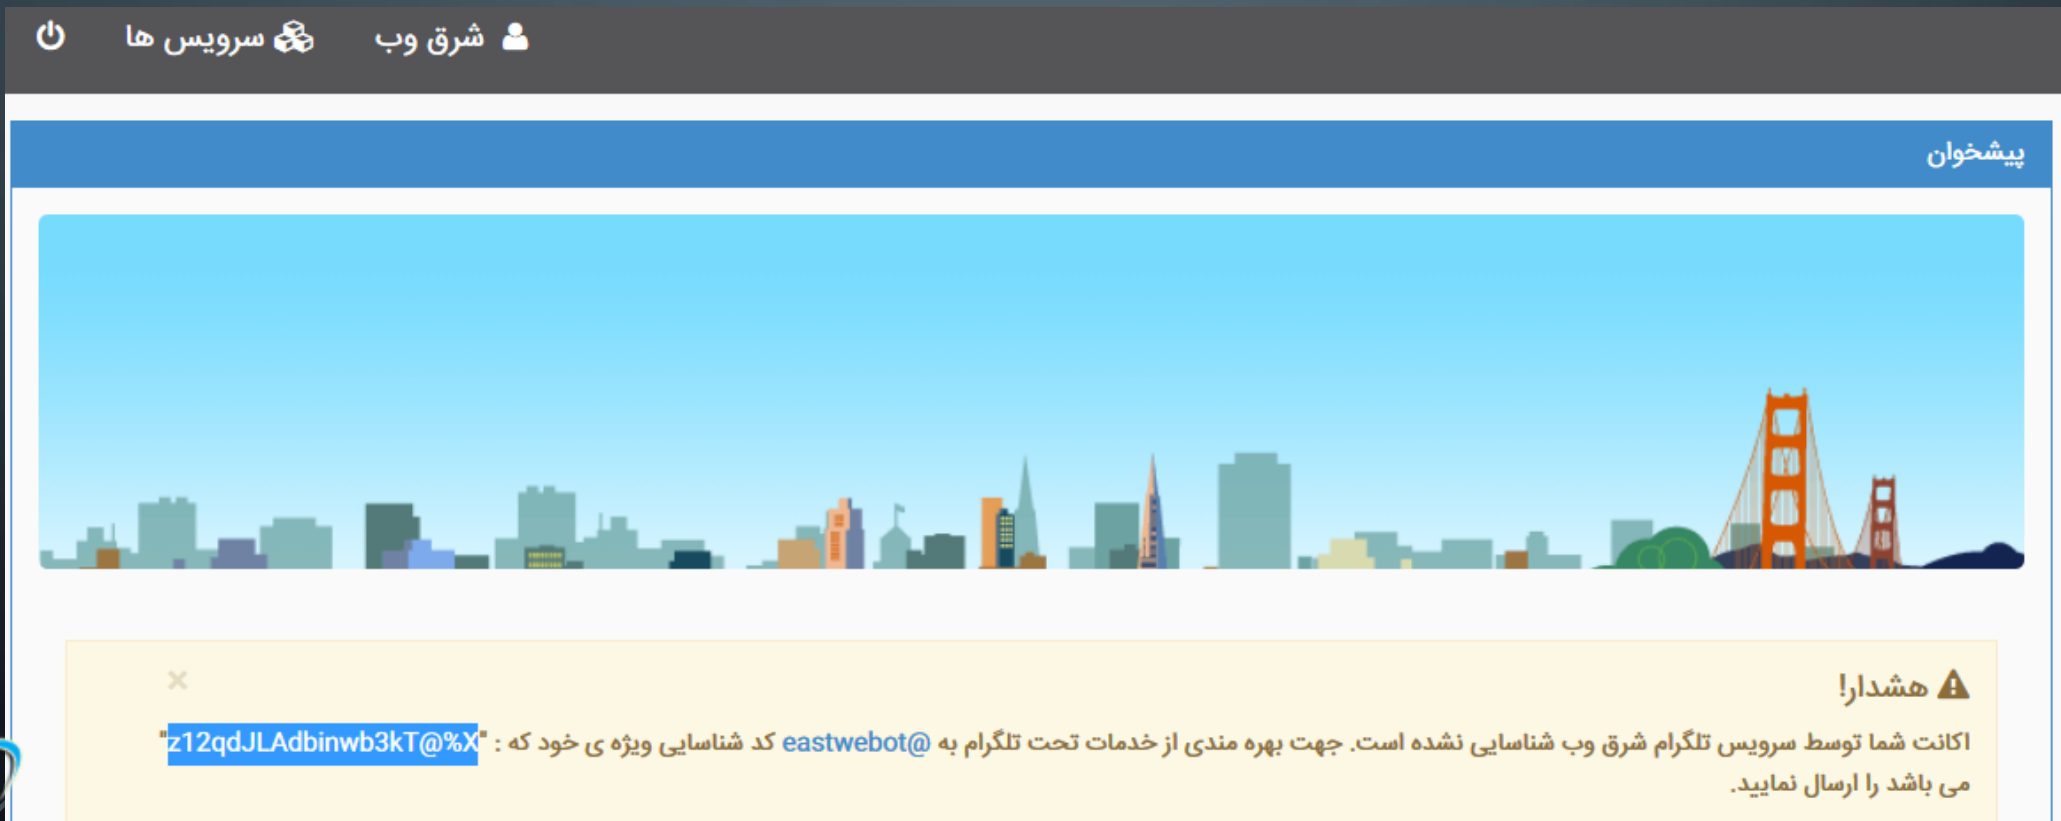 شرق وب سرویس ها
پیشخوان
هشدار!
اکانت شما توسط سرویس تلگرام شرق وب شناسایی نشده است. جهت بهره مندی از خدمات تحت تلگرام به @eastwebot کد شناسایی ویژه ی خود که : "z12qdJLAdbinwb3kT@%X"
می باشد را ارسال نمایید.